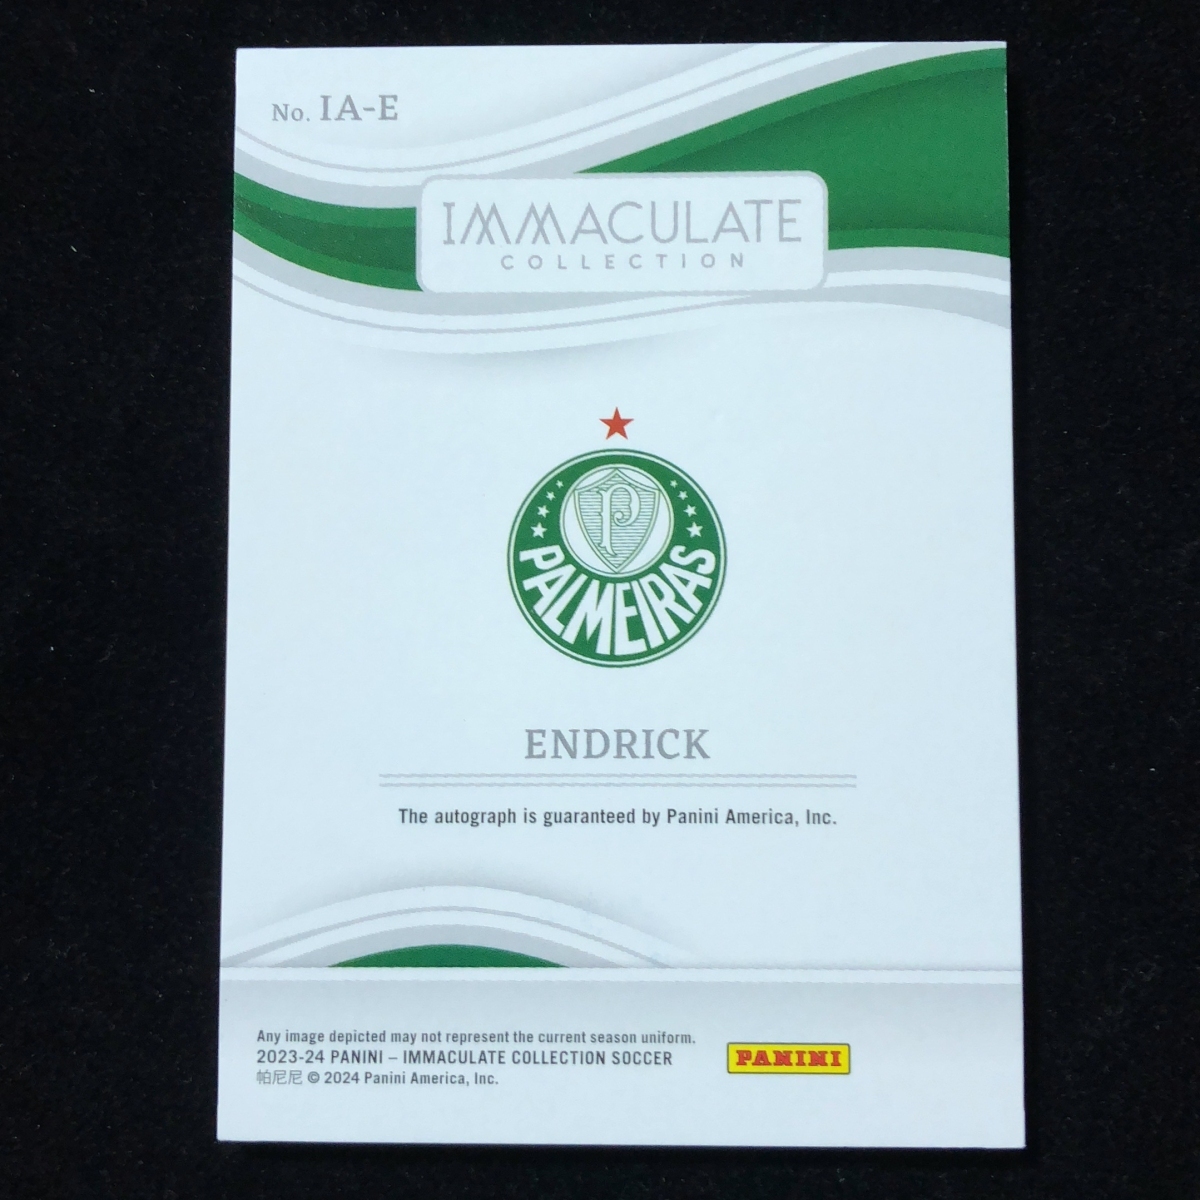 No. IA-E
IMMACULATE
COLLECTION
P
PALMEIRAS
ENDRICK
The autograph is guaranteed by Panini America, Inc.
Any image depicted may not represent the current season uniform.
2023-24 PANINI – IMMACULATE COLLECTION SOCCER
帕尼尼 © 2024 Panini America, Inc.
PANINI